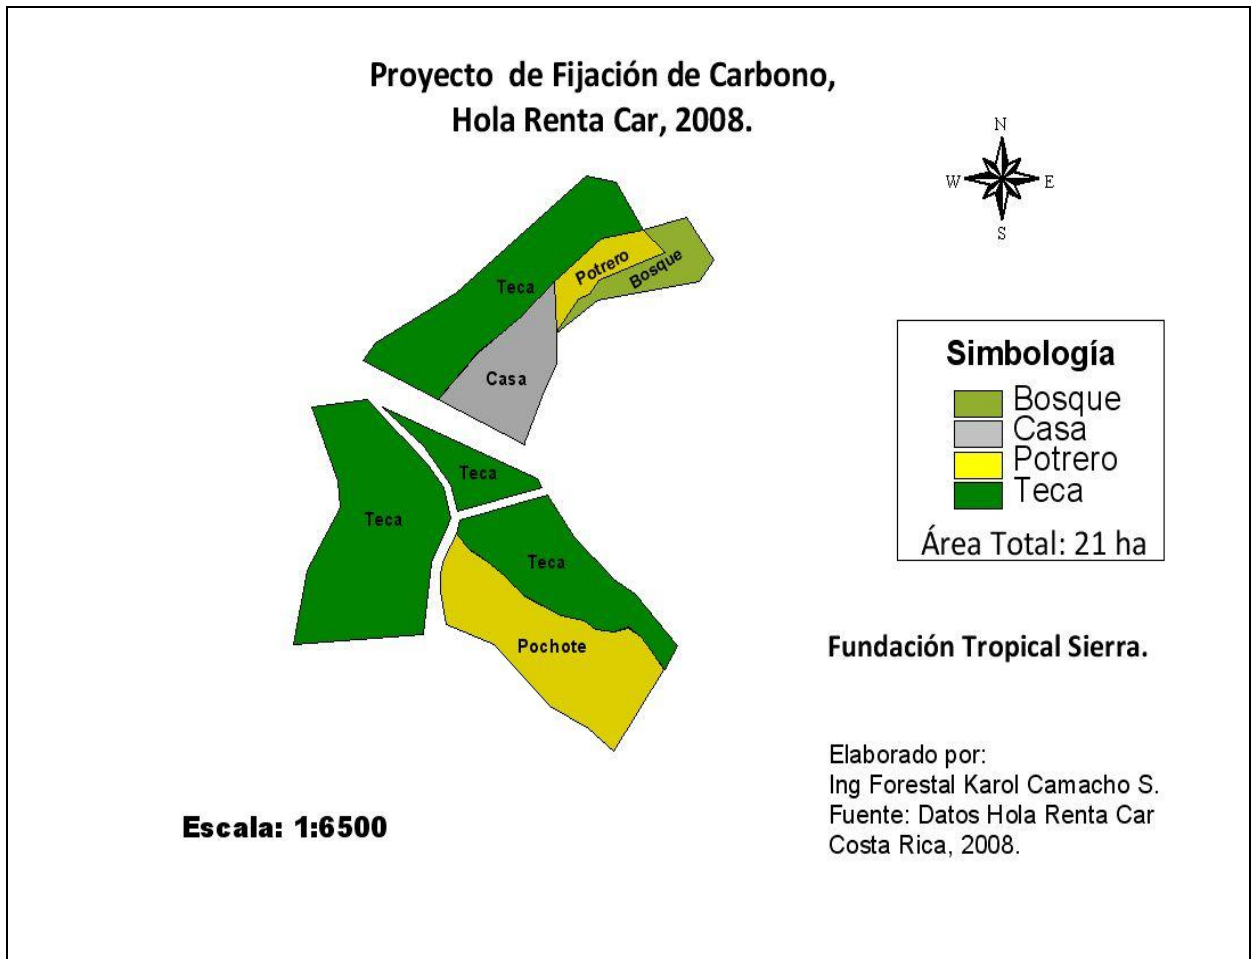 Proyecto de Fijación de Carbono,
Hola Renta Car, 2008.
N
W
E
S
Teca
Potrero
Bosque
Casa
Teca
Teca
Teca
Pochote
Simbología
Bosque
Casa
Potrero
Teca
Área Total: 21 ha
Fundación Tropical Sierra.
Elaborado por:
Ing Forestal Karol Camacho S.
Fuente: Datos Hola Renta Car
Costa Rica, 2008.
Escala: 1:6500